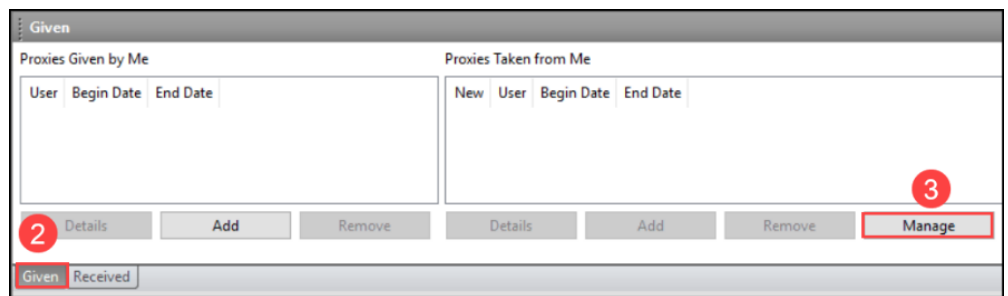 Given
Proxies Given by Me
Proxies Taken from Me
User Begin Date End Date
New User Begin Date End Date
3
2
Details Add Remove
Details Add Remove Manage
Given Received